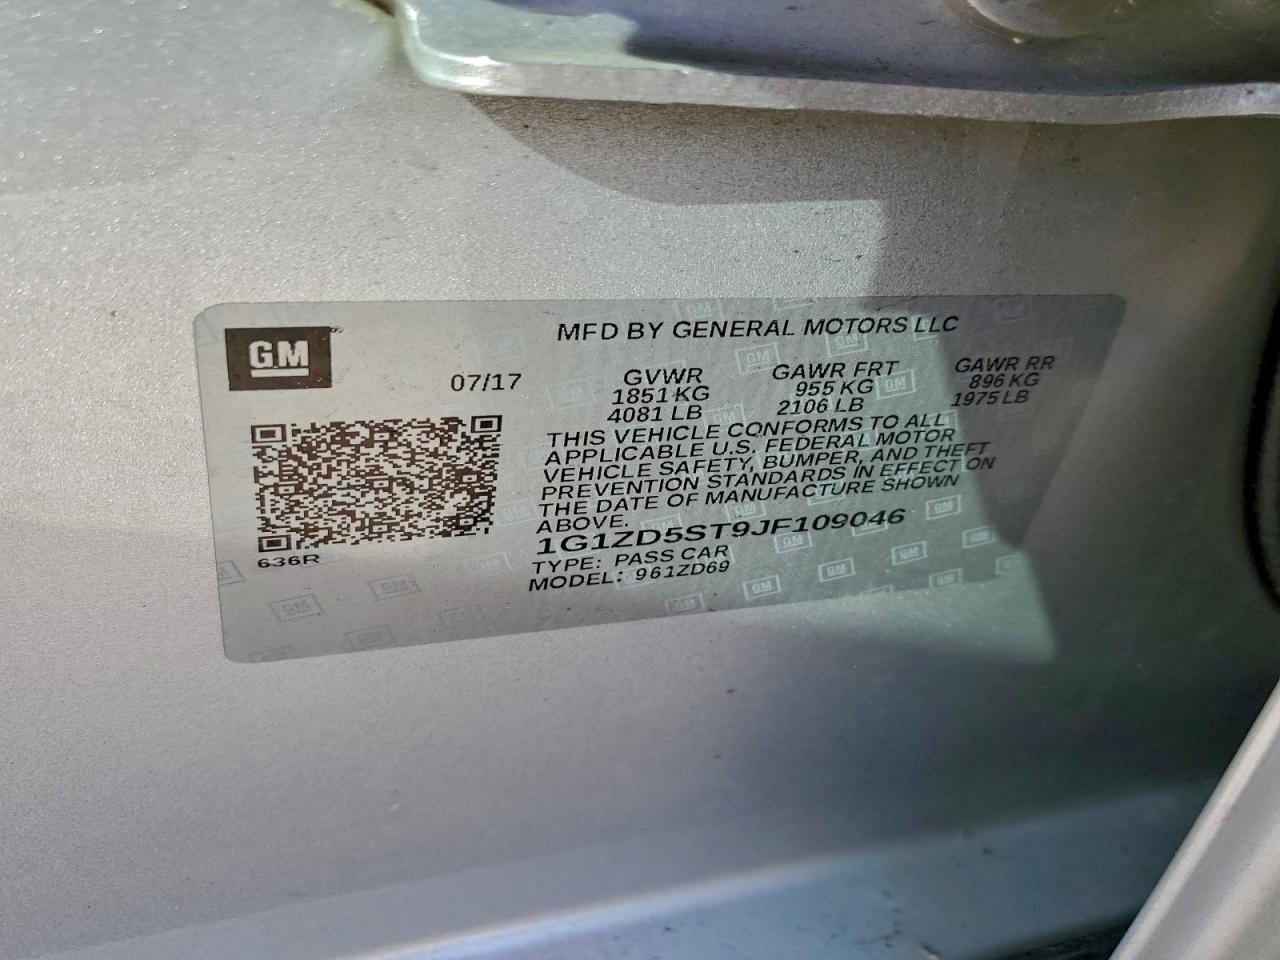 GM
MFD BY GENERAL MOTORS LLC
07/17
GVWR GAWR FRT GAWR RR
1851 KG 955 KG 896 KG
4081 LB 2106 LB 1975 LB
THIS VEHICLE CONFORMS TO ALL
APPLICABLE U.S. FEDERAL MOTOR
VEHICLE SAFETY, BUMPER, AND THEFT
PREVENTION STANDARDS IN EFFECT ON
THE DATE OF MANUFACTURE SHOWN
ABOVE.
1G1ZD5ST9JF109046
TYPE: PASS CAR
MODEL: 961ZD69
636R